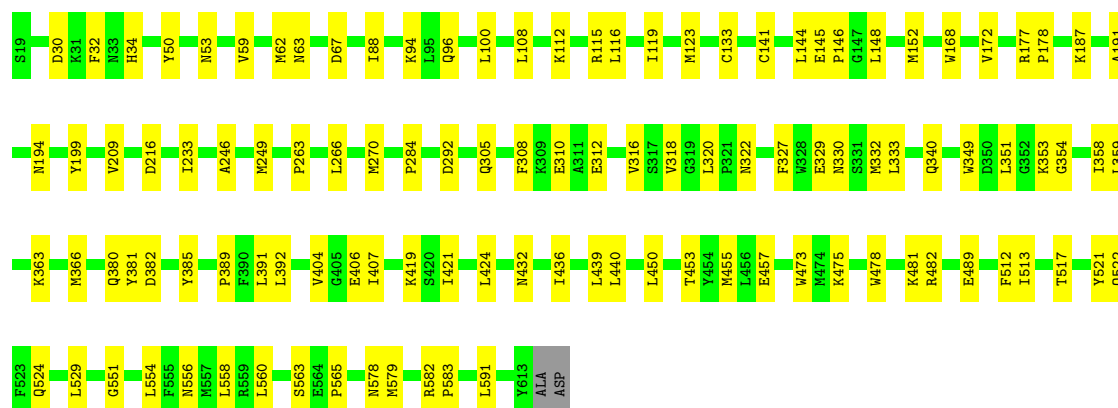 S19 D30 K31 F32 N33 H34 Y50 N53 V59 M62 N63 D67 I88 K94 L95 Q96 L100 L108 K112 R115 L116 I119 M123 C133 C141 L144 E145 P146 G147 L148 M152 W168 V172 R177 P178 K187 A191
N194 Y199 V209 D216 I233 A246 M249 P263 L266 M270 P284 D292 Q305 F308 K309 E310 A311 E312 V316 S317 V318 G319 L320 P321 N322 F327 W328 E329 N330 S331 M332 L333 Q340 W349 D350 L351 G352 K353 G354 I358 L359
K363 M366 Q380 Y381 D382 Y385 P389 F390 L391 L392 V404 G405 E406 I407 K419 S420 I421 L424 N432 I436 L439 L440 L450 T453 Y454 M455 L456 E457 W473 M474 K475 W478 K481 R482 E489 F512 I513 T517 Y521 Q522
F523 Q524 L529 G551 L554 F555 N556 M557 L558 R559 L560 S563 E564 P565 N578 M579 R582 P583 L591 Y613 ALA ASP